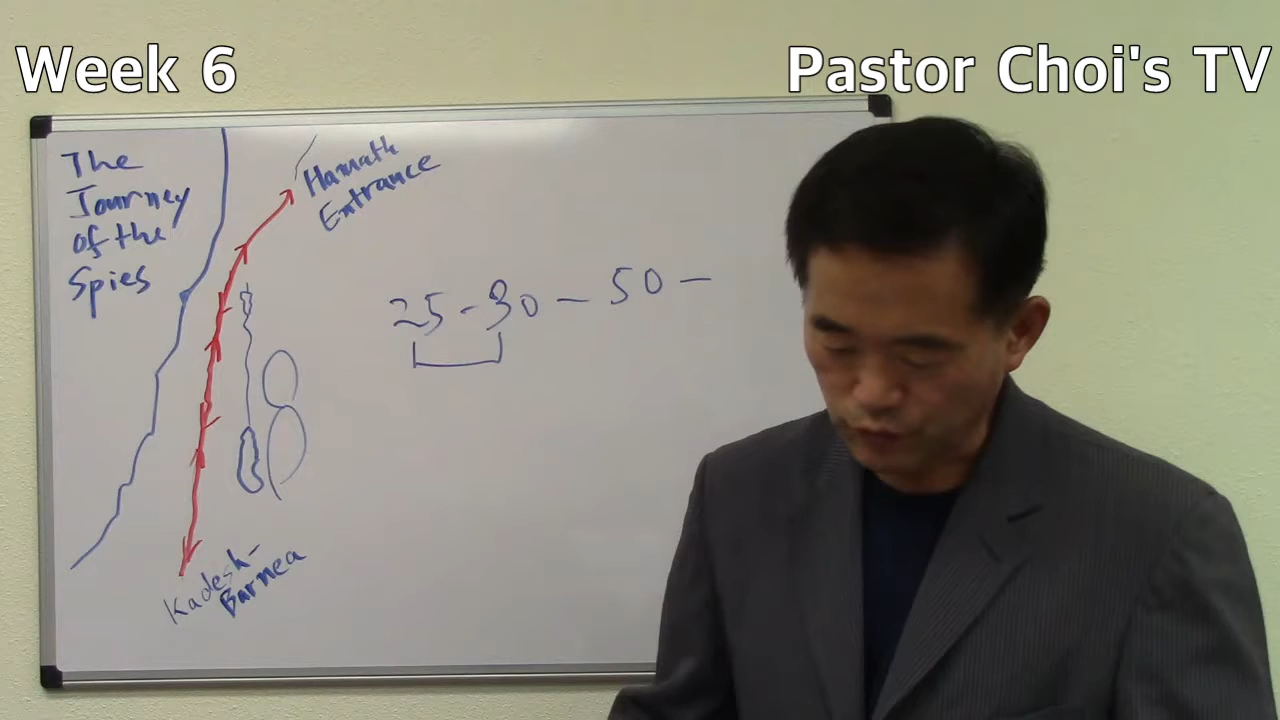 Week 6
Pastor Choi's TV
The
Journey
of the
Spies
Hamath
Entrance
25 - 30 - 50 -
Kadesh-
Barnea